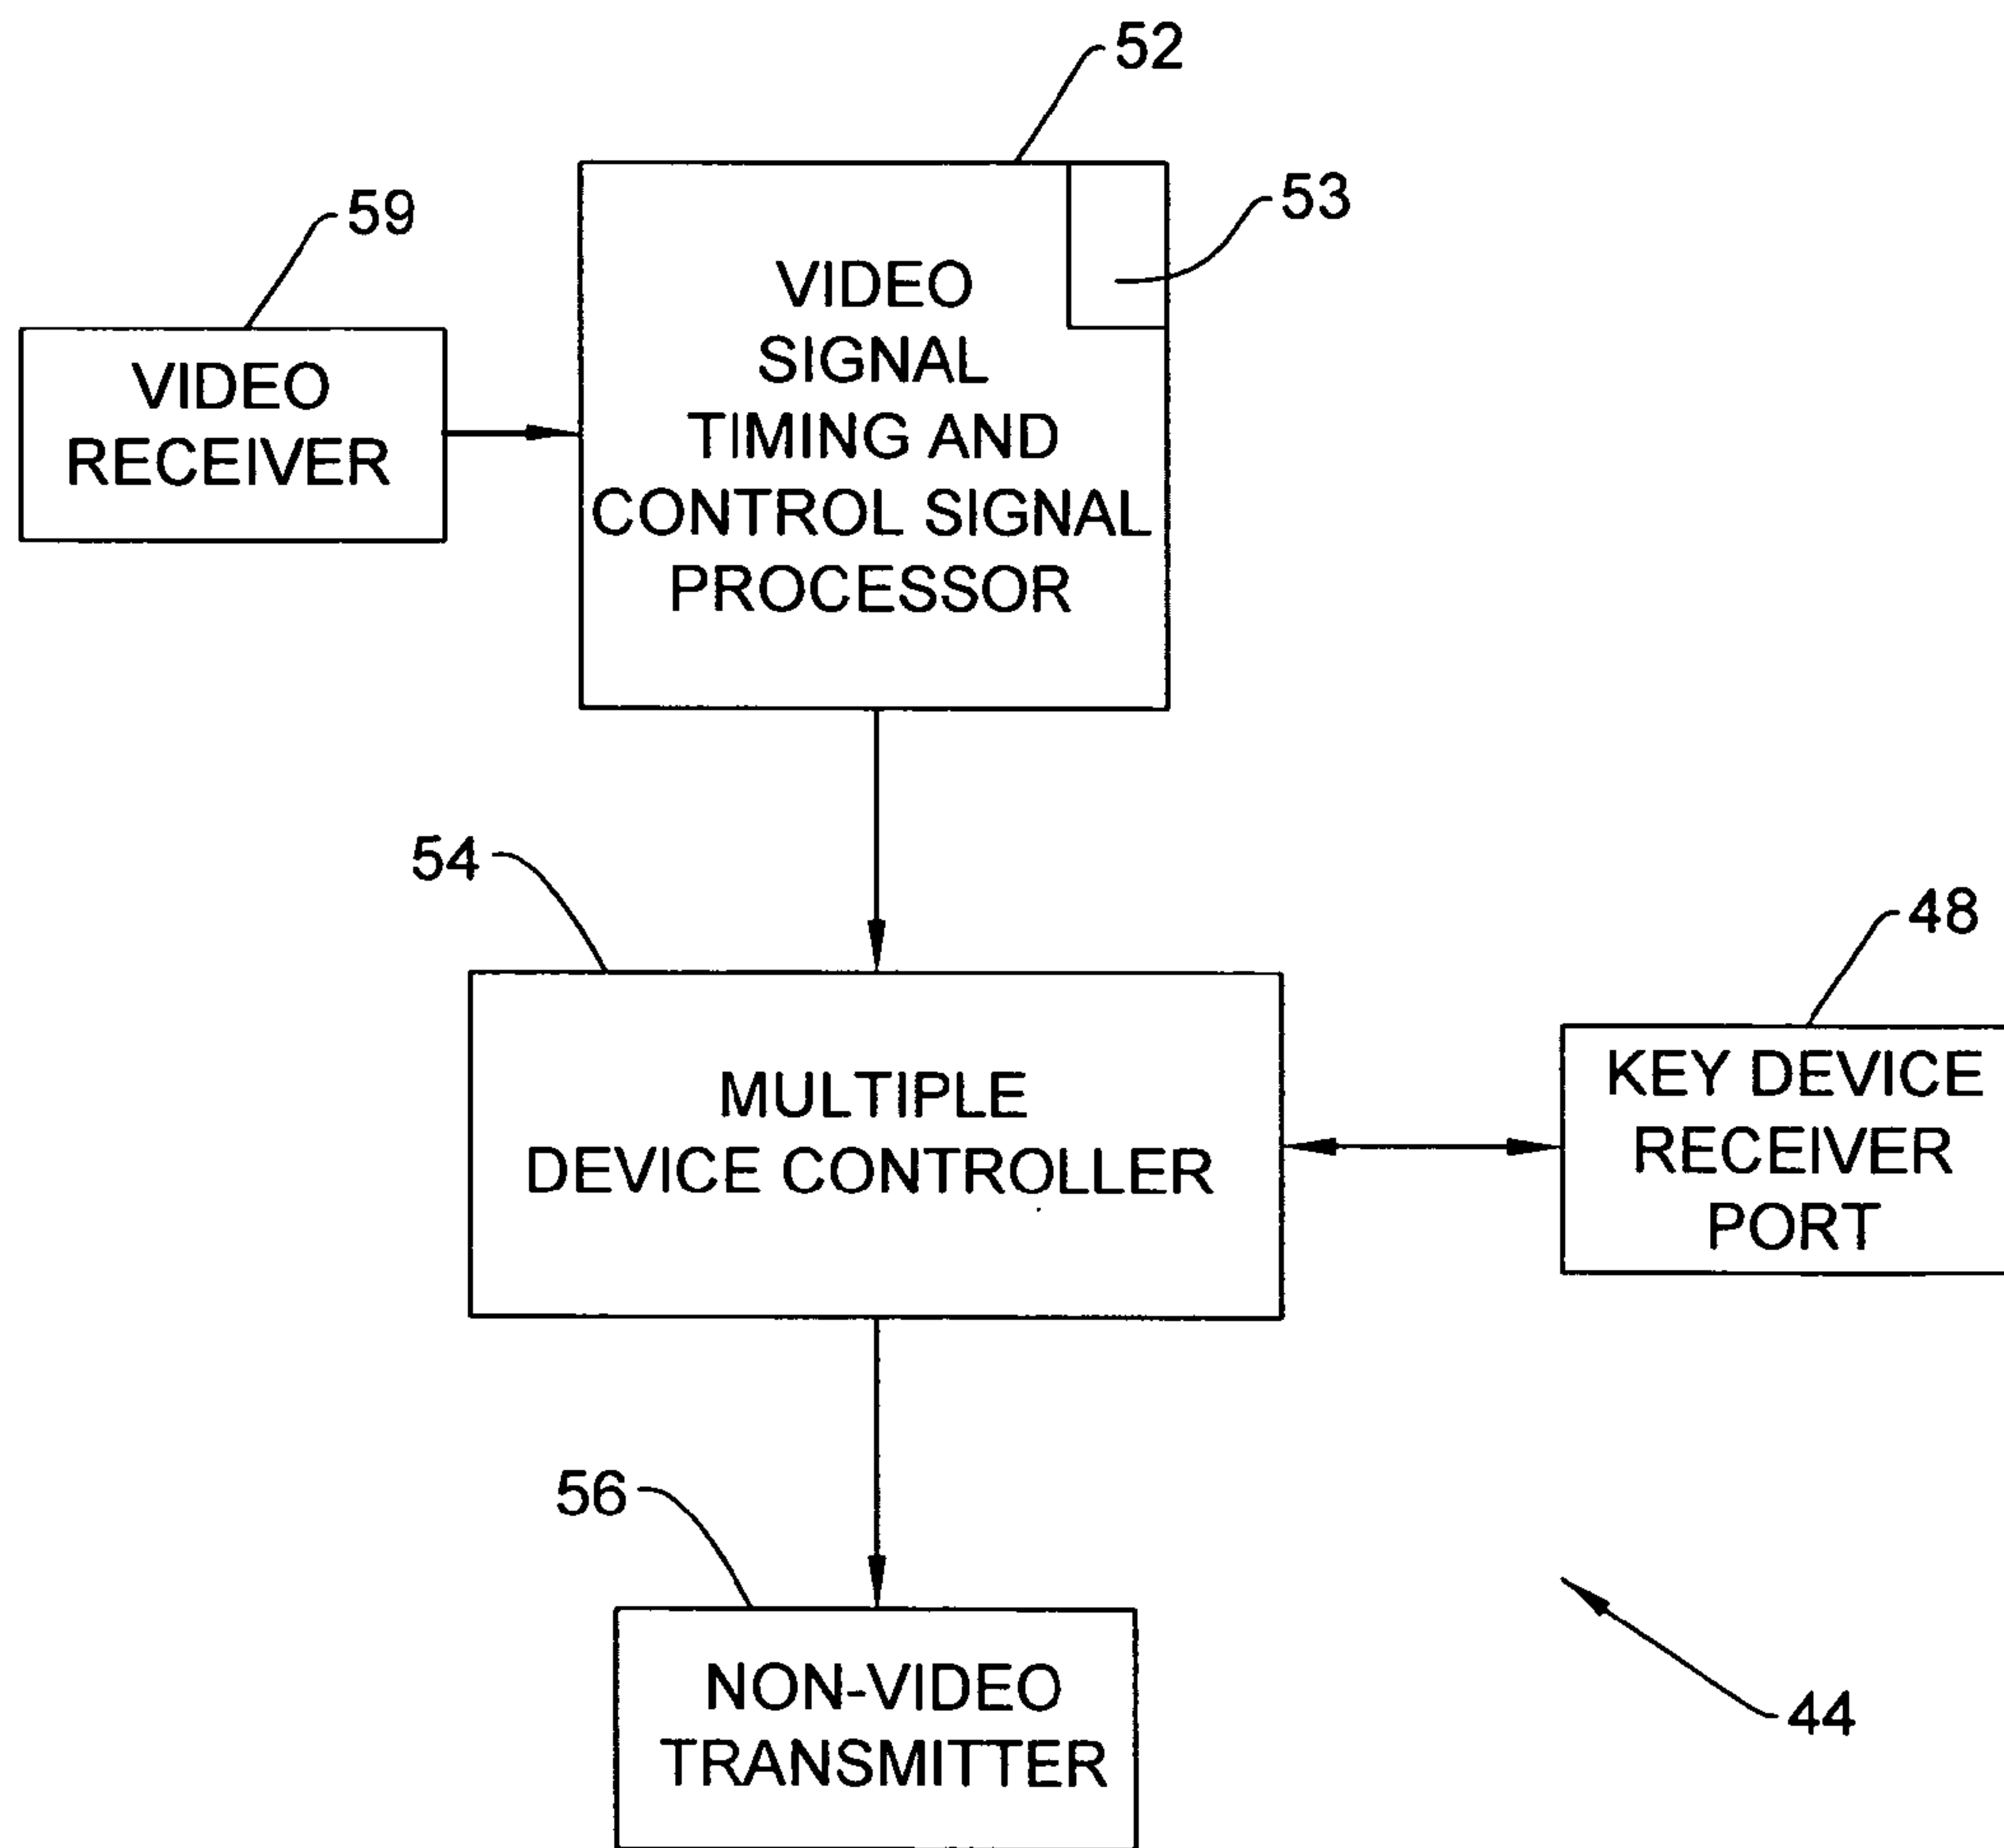 52
53
59
VIDEO
RECEIVER
VIDEO
SIGNAL
TIMING AND
CONTROL SIGNAL
PROCESSOR
54
48
MULTIPLE
DEVICE CONTROLLER
KEY DEVICE
RECEIVER
PORT
56
NON-VIDEO
TRANSMITTER
44